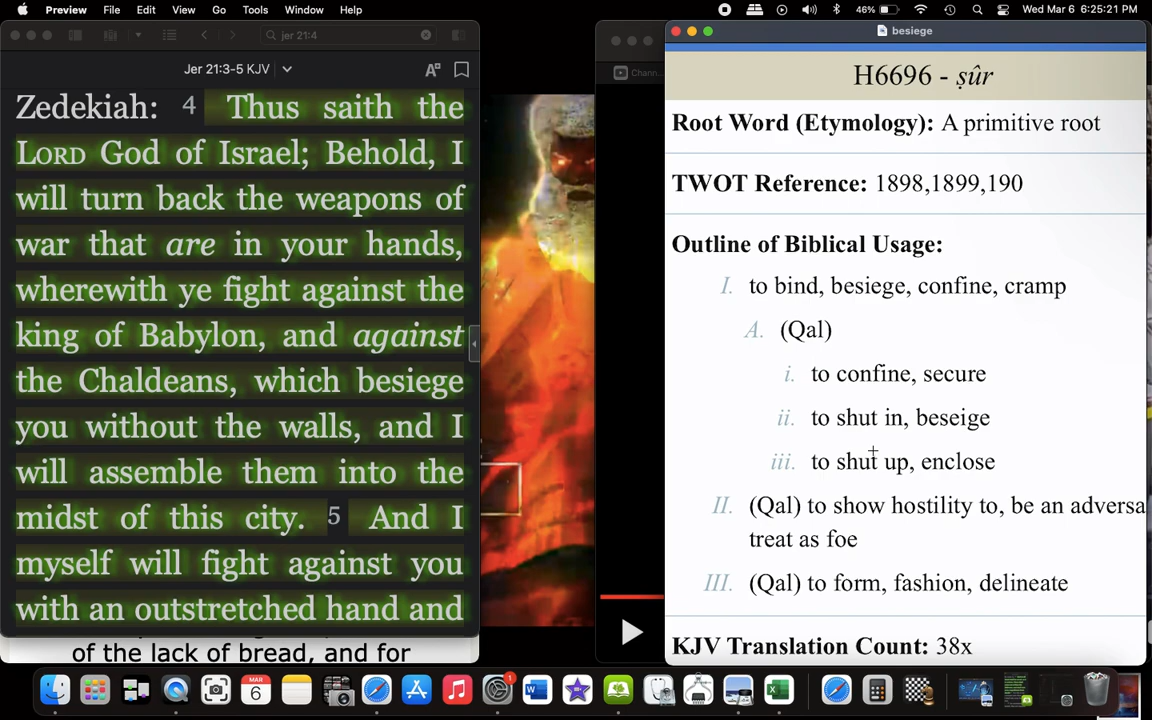 Preview File Edit View Go Tools Window Help 46% Wed Mar 6 6:25:21 PM
jer 21:4
Jer 21:3-5 KJV
Zedekiah: 4 Thus saith the
LORD God of Israel; Behold, I
will turn back the weapons of
war that are in your hands,
wherewith ye fight against the
king of Babylon, and against
the Chaldeans, which besiege
you without the walls, and I
will assemble them into the
midst of this city. 5 And I
myself will fight against you
with an outstretched hand and
of the lack of bread, and for
Chann...
besiege
H6696 - ṣûr
Root Word (Etymology): A primitive root
TWOT Reference: 1898,1899,190
Outline of Biblical Usage:
I. to bind, besiege, confine, cramp
A. (Qal)
i. to confine, secure
ii. to shut in, beseige
iii. to shut up, enclose
II. (Qal) to show hostility to, be an adversa
treat as foe
III. (Qal) to form, fashion, delineate
KJV Translation Count: 38x
MAR
6
1